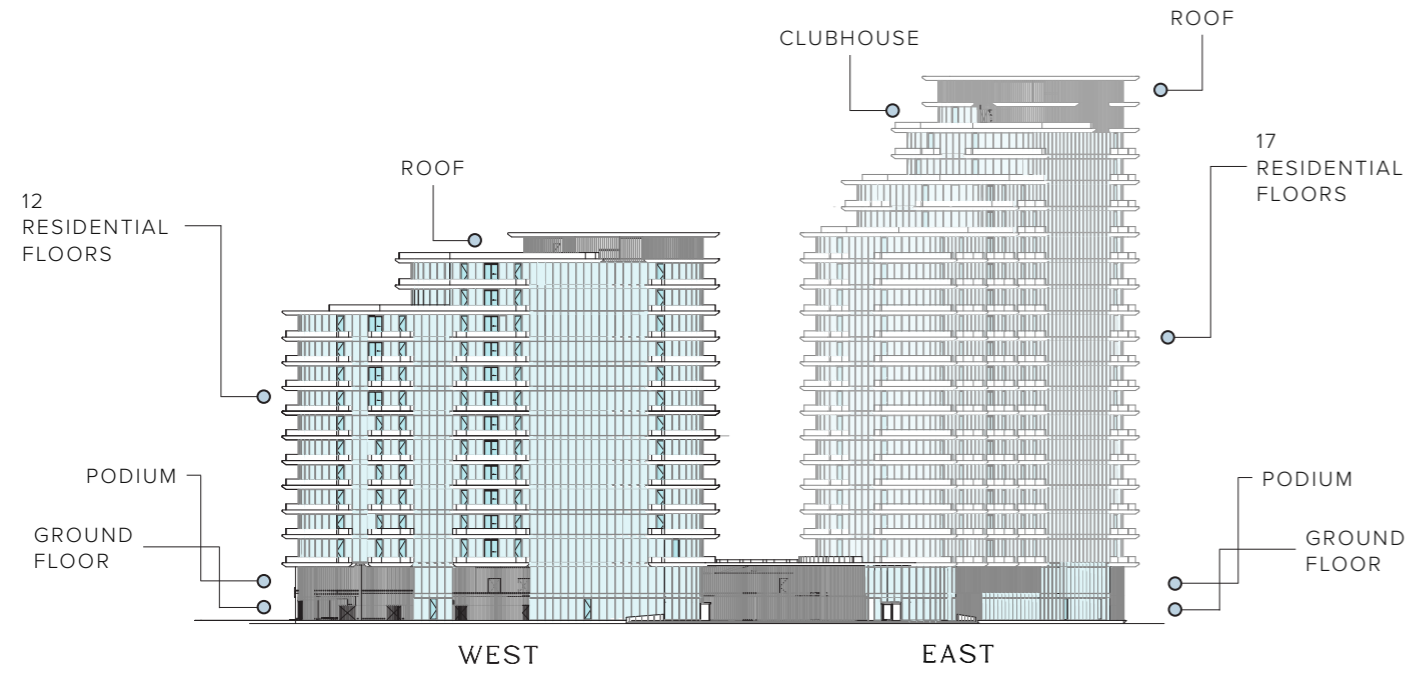 ROOF
CLUBHOUSE
17
RESIDENTIAL
FLOORS
ROOF
12
RESIDENTIAL
FLOORS
PODIUM
PODIUM
GROUND
FLOOR
GROUND
FLOOR
WEST
EAST